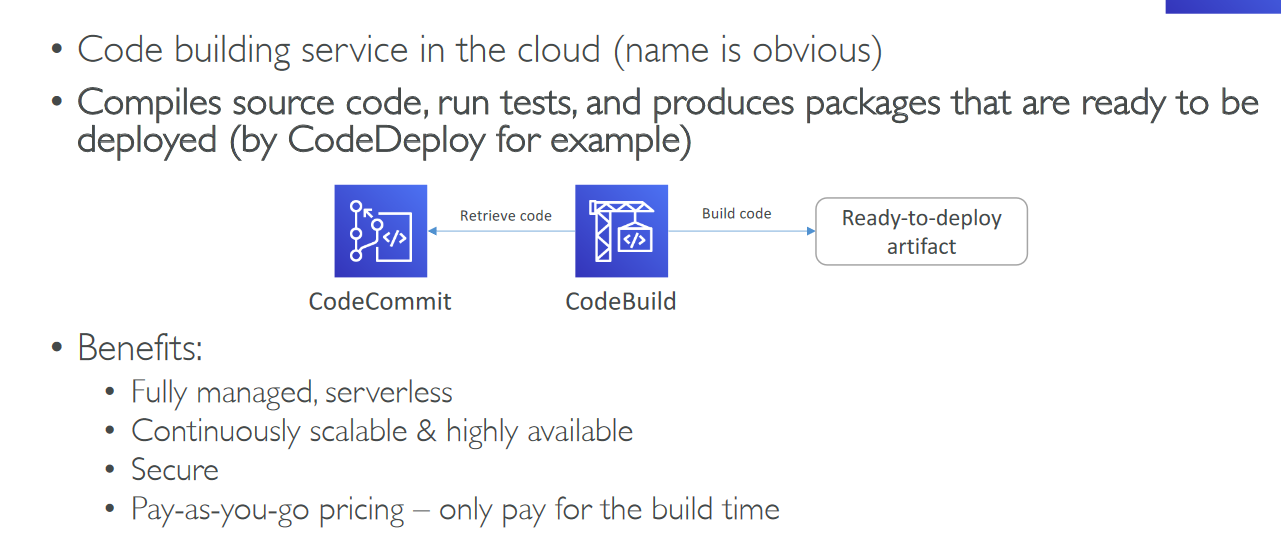 • Code building service in the cloud (name is obvious)
• Compiles source code, run tests, and produces packages that are ready to be
deployed (by CodeDeploy for example)
Retrieve code
Build code
Ready-to-deploy
artifact
CodeCommit
CodeBuild
• Benefits:
• Fully managed, serverless
• Continuously scalable & highly available
• Secure
• Pay-as-you-go pricing – only pay for the build time